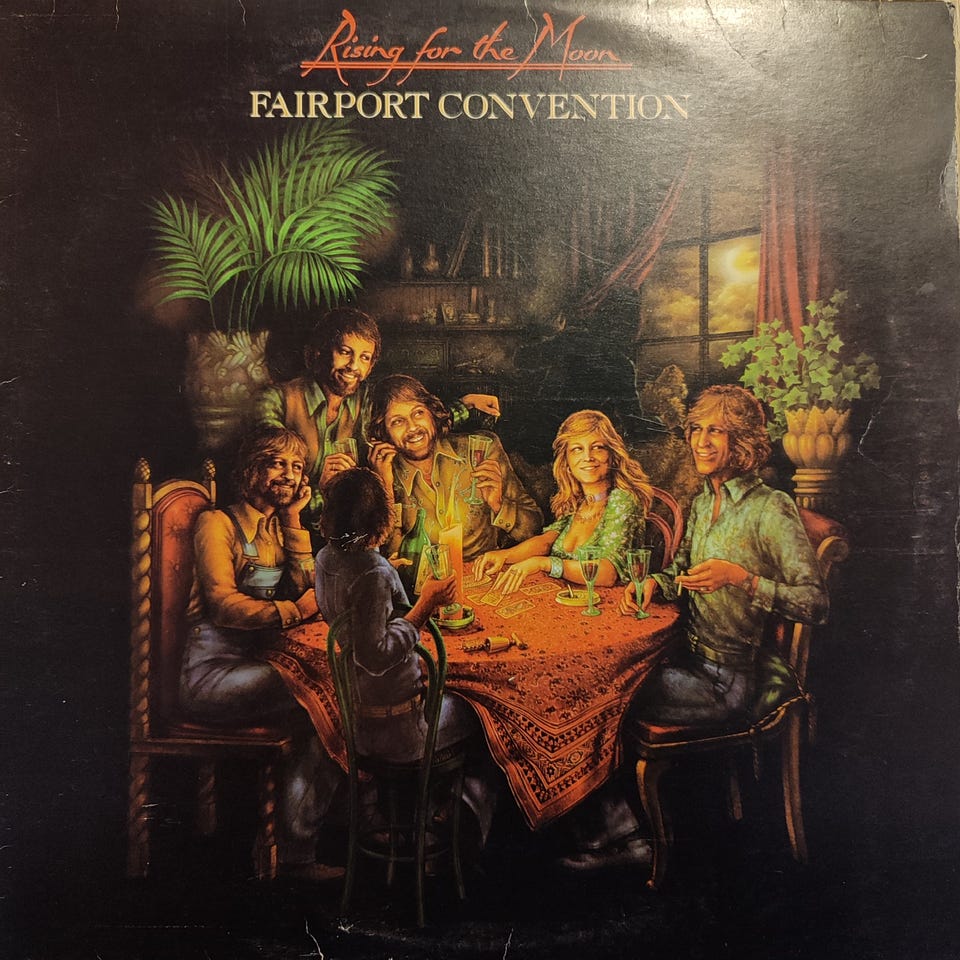 Rising for the Moon
FAIRPORT CONVENTION